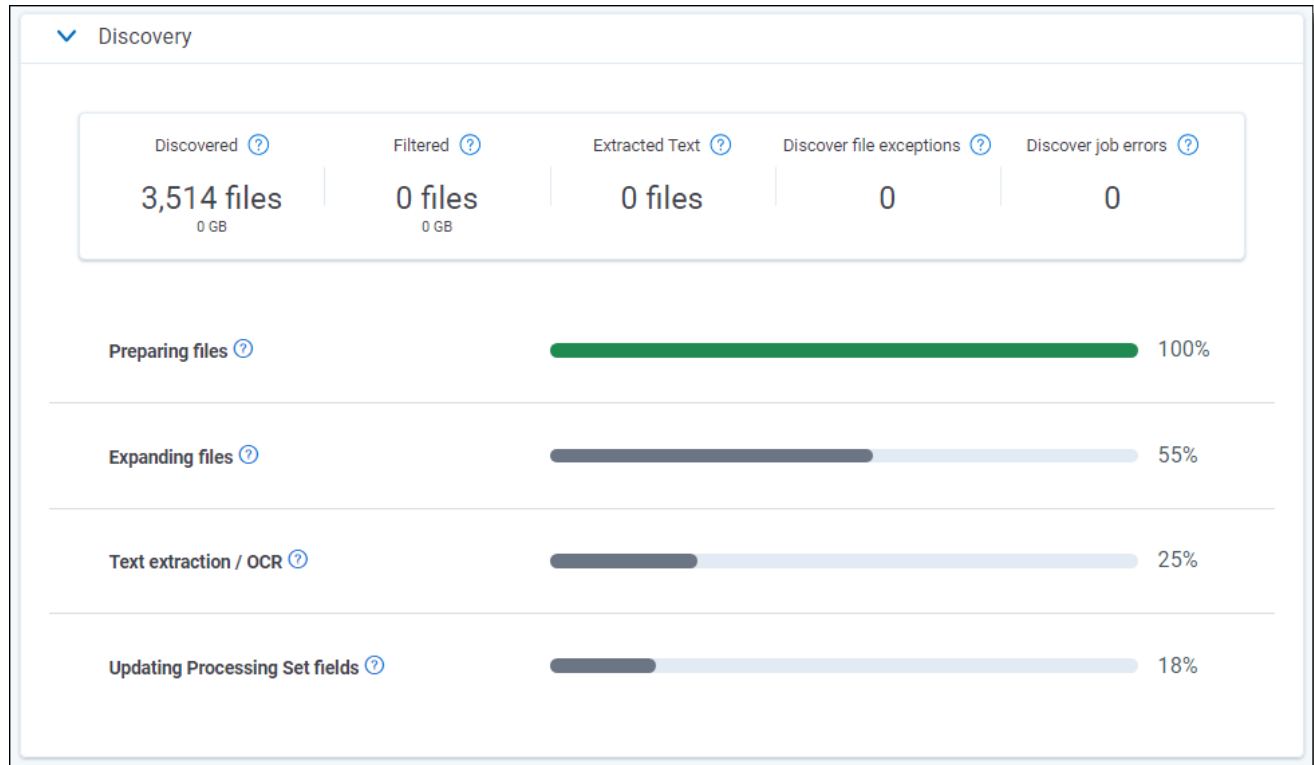 Discovery
Discovered ? Filtered ? Extracted Text ? Discover file exceptions ? Discover job errors ?
3,514 files 0 files 0 files 0 0
0 GB 0 GB
Preparing files ? 100%
Expanding files ? 55%
Text extraction / OCR ? 25%
Updating Processing Set fields ? 18%